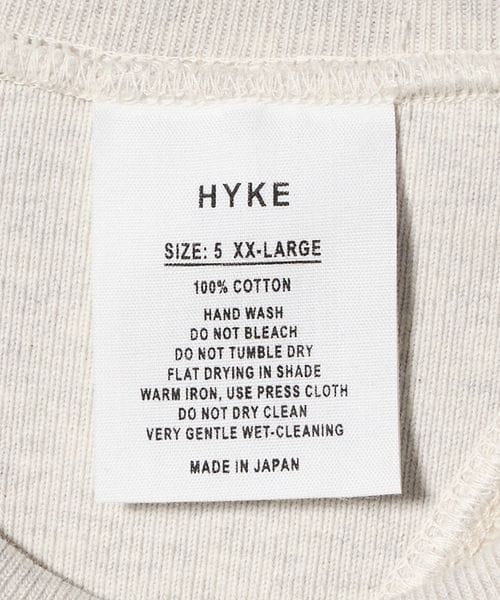 HYKE
SIZE: 5 XX-LARGE
100% COTTON
HAND WASH
DO NOT BLEACH
DO NOT TUMBLE DRY
FLAT DRYING IN SHADE
WARM IRON, USE PRESS CLOTH
DO NOT DRY CLEAN
VERY GENTLE WET-CLEANING
MADE IN JAPAN